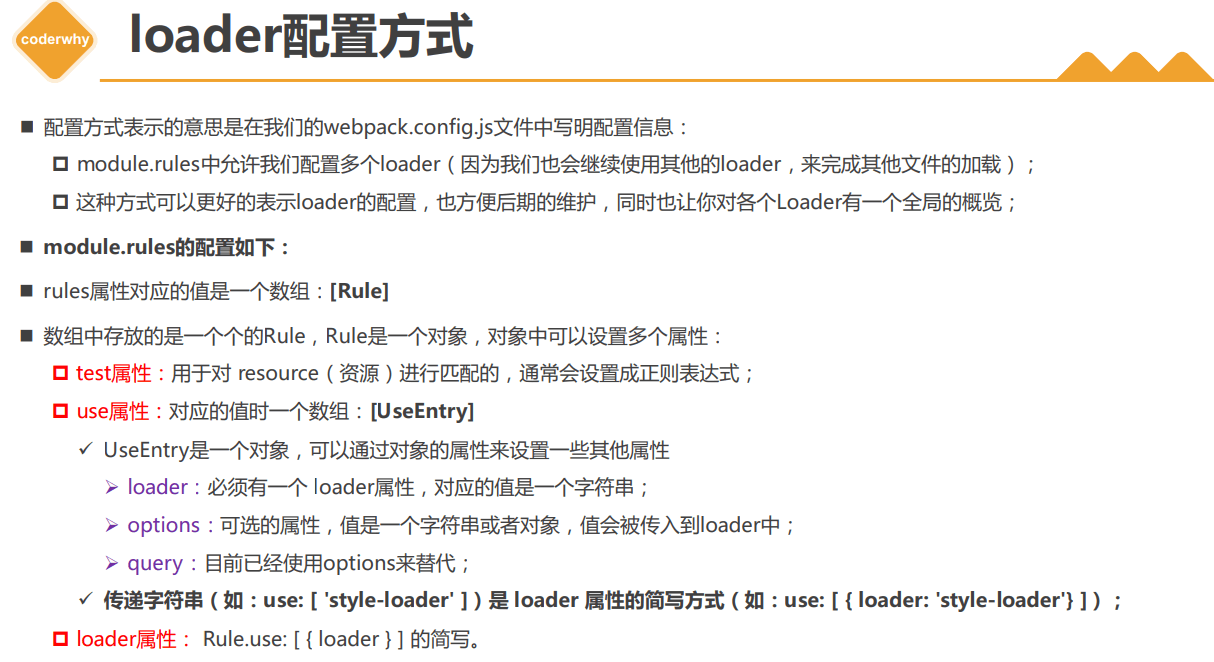 coderwhy
loader配置方式
配置方式表示的意思是在我们的webpack.config.js文件中写明配置信息：
module.rules中允许我们配置多个loader（因为我们也会继续使用其他的loader，来完成其他文件的加载）；
这种方式可以更好的表示loader的配置，也方便后期的维护，同时也让你对各个Loader有一个全局的概览；
module.rules的配置如下：
rules属性对应的值是一个数组：[Rule]
数组中存放的是一个个的Rule，Rule是一个对象，对象中可以设置多个属性：
test属性：用于对 resource（资源）进行匹配的，通常会设置成正则表达式；
use属性：对应的值时一个数组：[UseEntry]
UseEntry是一个对象，可以通过对象的属性来设置一些其他属性
loader：必须有一个 loader属性，对应的值是一个字符串；
options：可选的属性，值是一个字符串或者对象，值会被传入到loader中；
query：目前已经使用options来替代；
传递字符串（如：use: [ 'style-loader' ]）是 loader 属性的简写方式（如：use: [ { loader: 'style-loader'} ]）；
loader属性： Rule.use: [ { loader } ] 的简写。